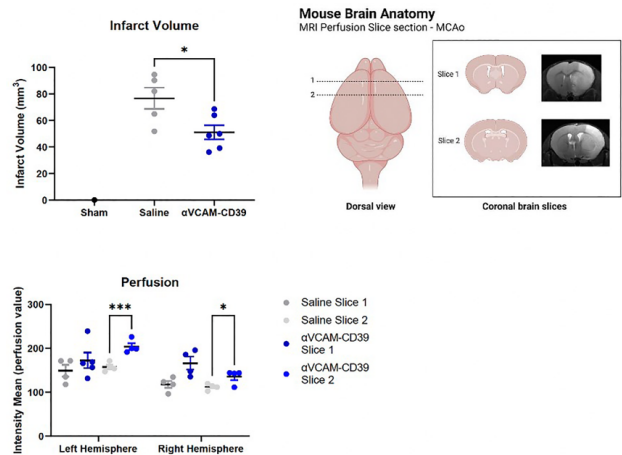 Infarct Volume
*
Infarct Volume (mm³)
100
80
60
40
20
0
Sham
Saline
αVCAM-CD39
Mouse Brain Anatomy
MRI Perfusion Slice section - MCAo
1
2
Dorsal view
Slice 1
Slice 2
Coronal brain slices
Perfusion
***
*
Intensity Mean (perfusion value)
300
200
100
0
Left Hemisphere
Right Hemisphere
Saline Slice 1
Saline Slice 2
αVCAM-CD39
Slice 1
αVCAM-CD39
Slice 2